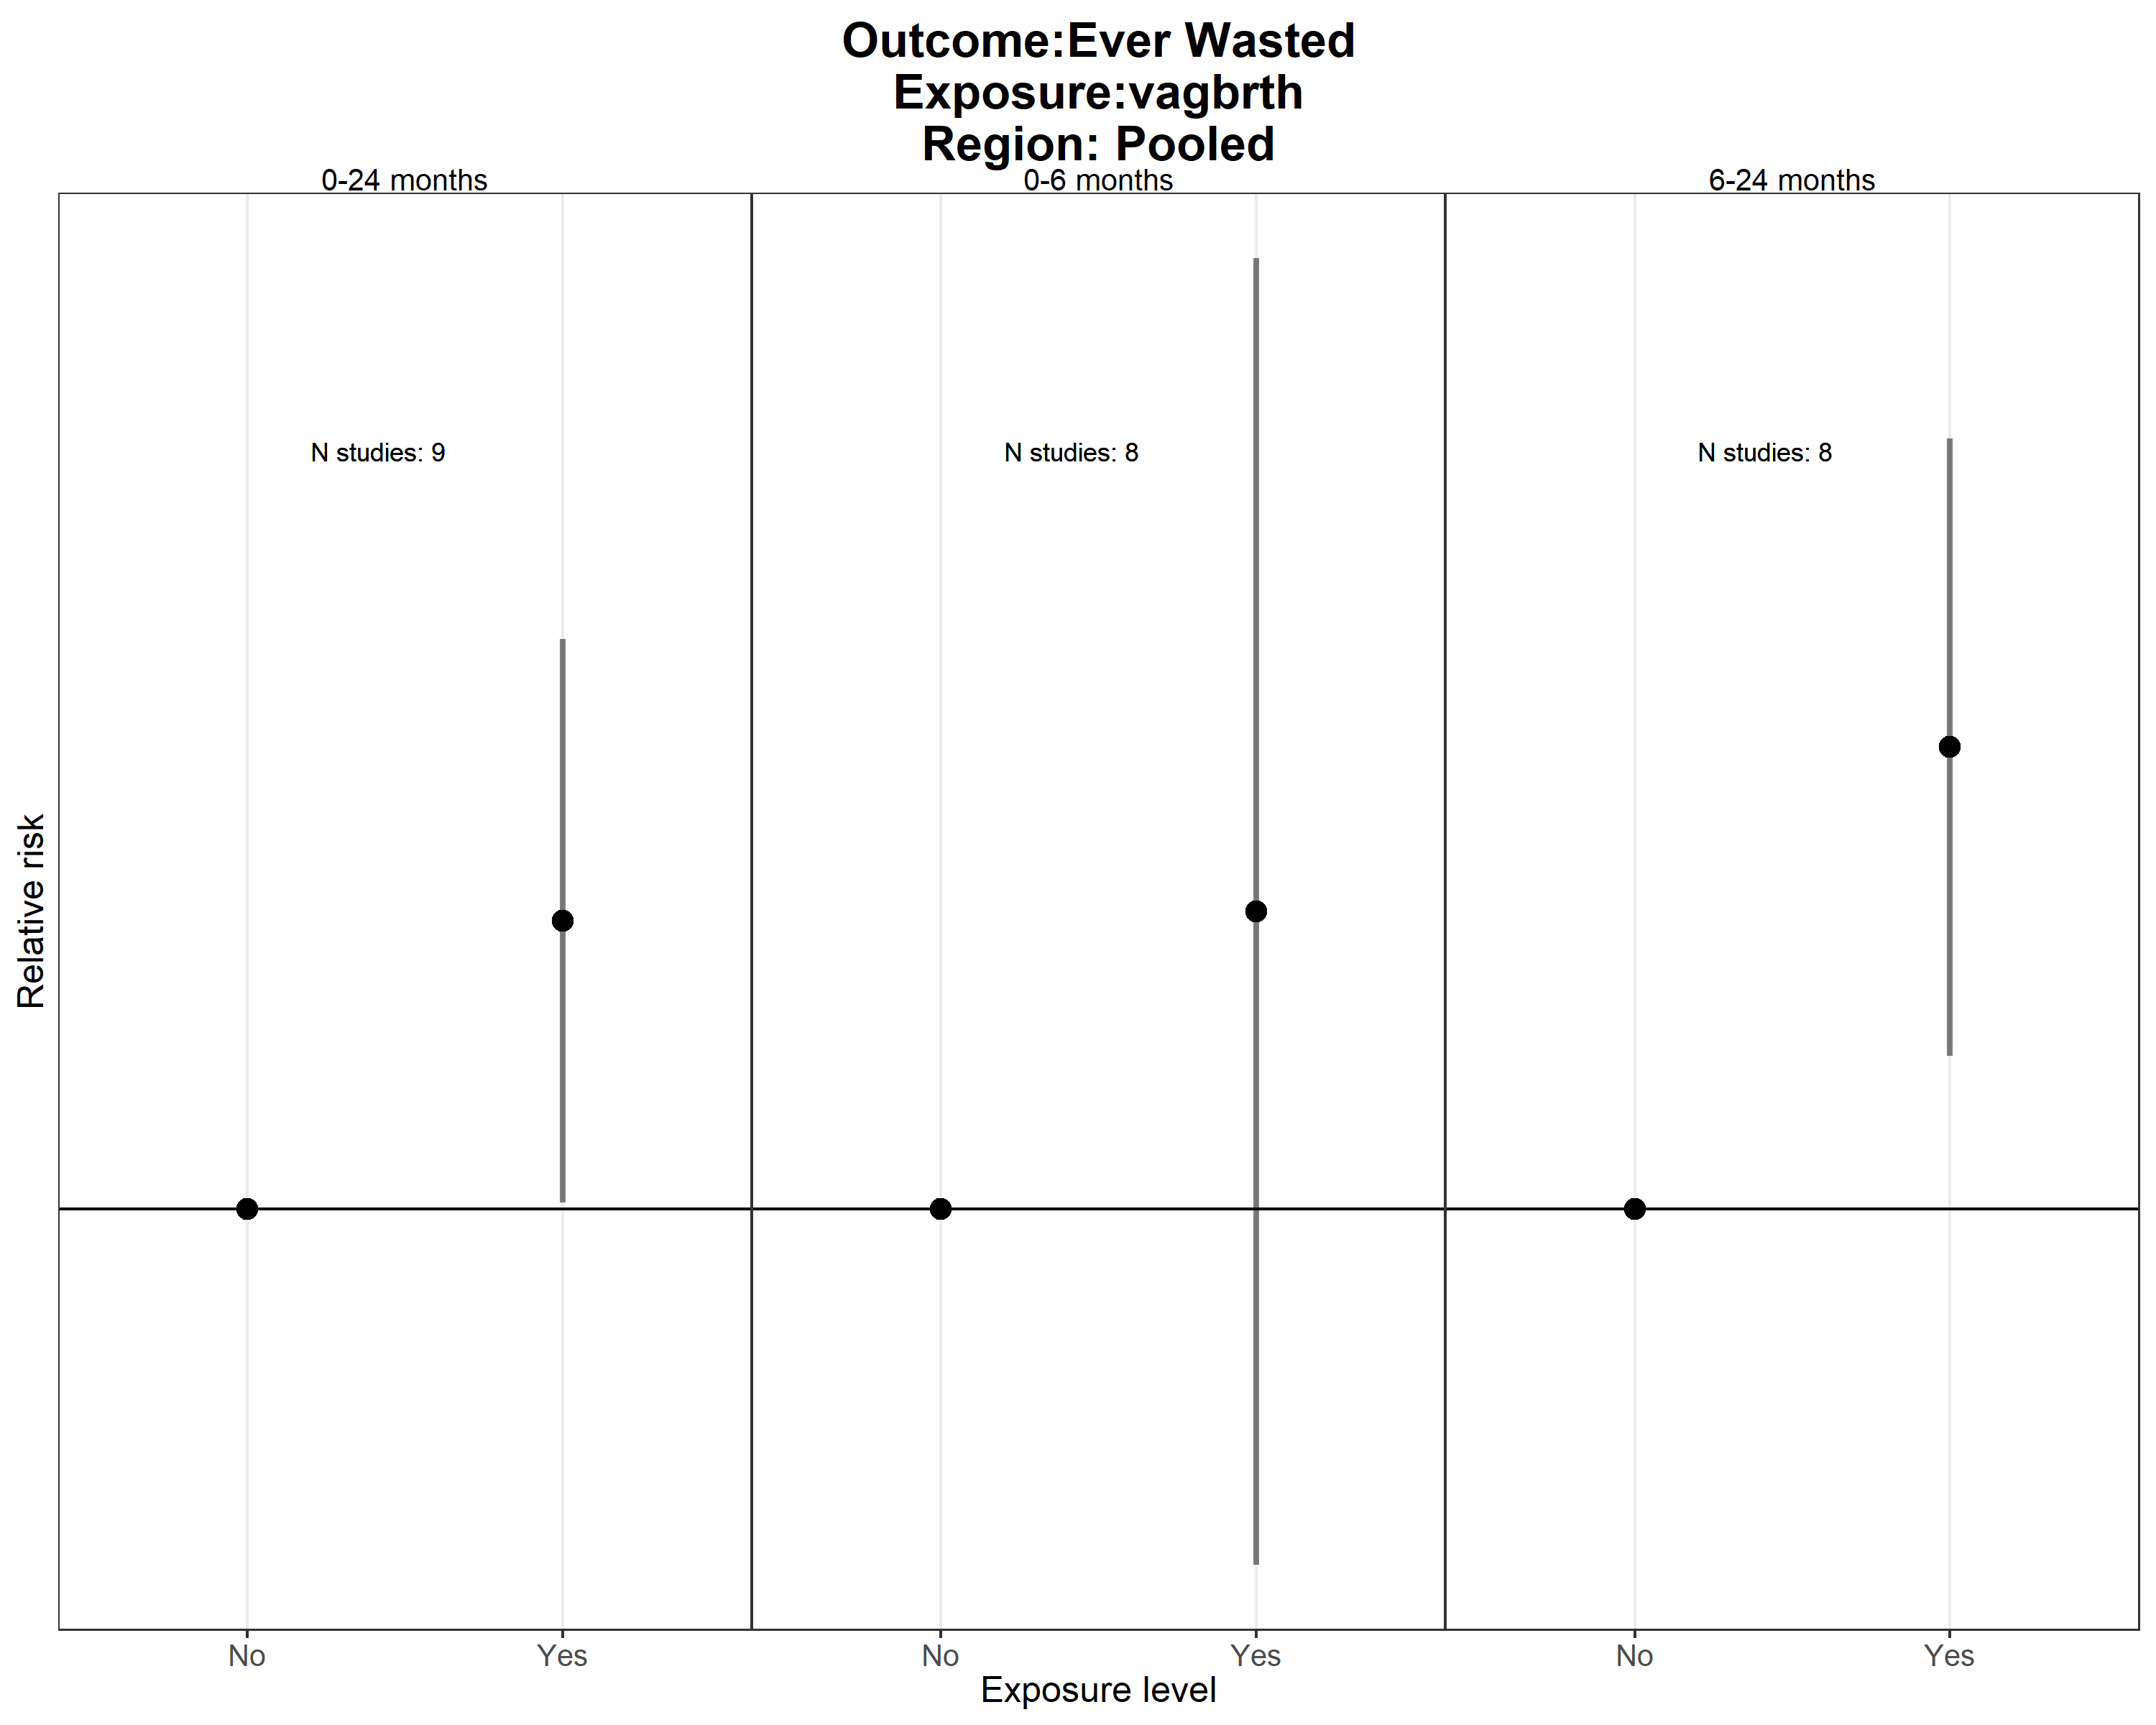 Outcome:Ever Wasted
Exposure:vagbrth
Region: Pooled
0-24 months
0-6 months
6-24 months
N studies: 9
N studies: 8
N studies: 8
Relative risk
No
Yes
No
Yes
No
Yes
Exposure level